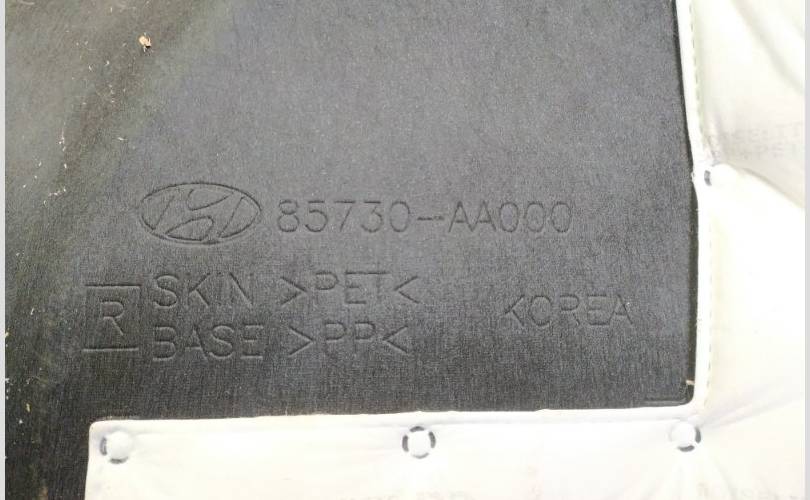 85730-AA000
SKIN >PET<
R
BASE >PP<
KOREA